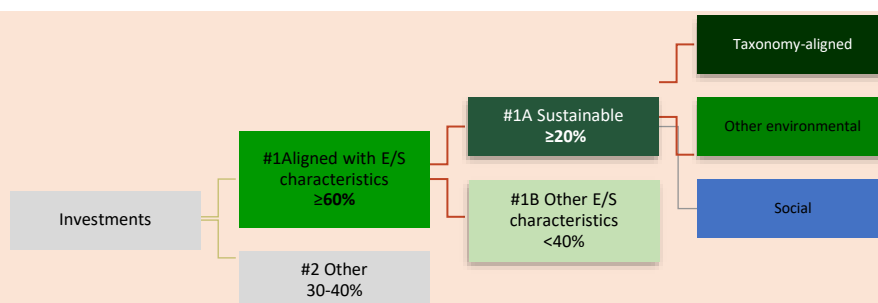 Taxonomy-aligned
#1A Sustainable
≥20%
Other environmental
#1Aligned with E/S
characteristics
≥60%
Investments
#1B Other E/S
characteristics
<40%
Social
#2 Other
30-40%